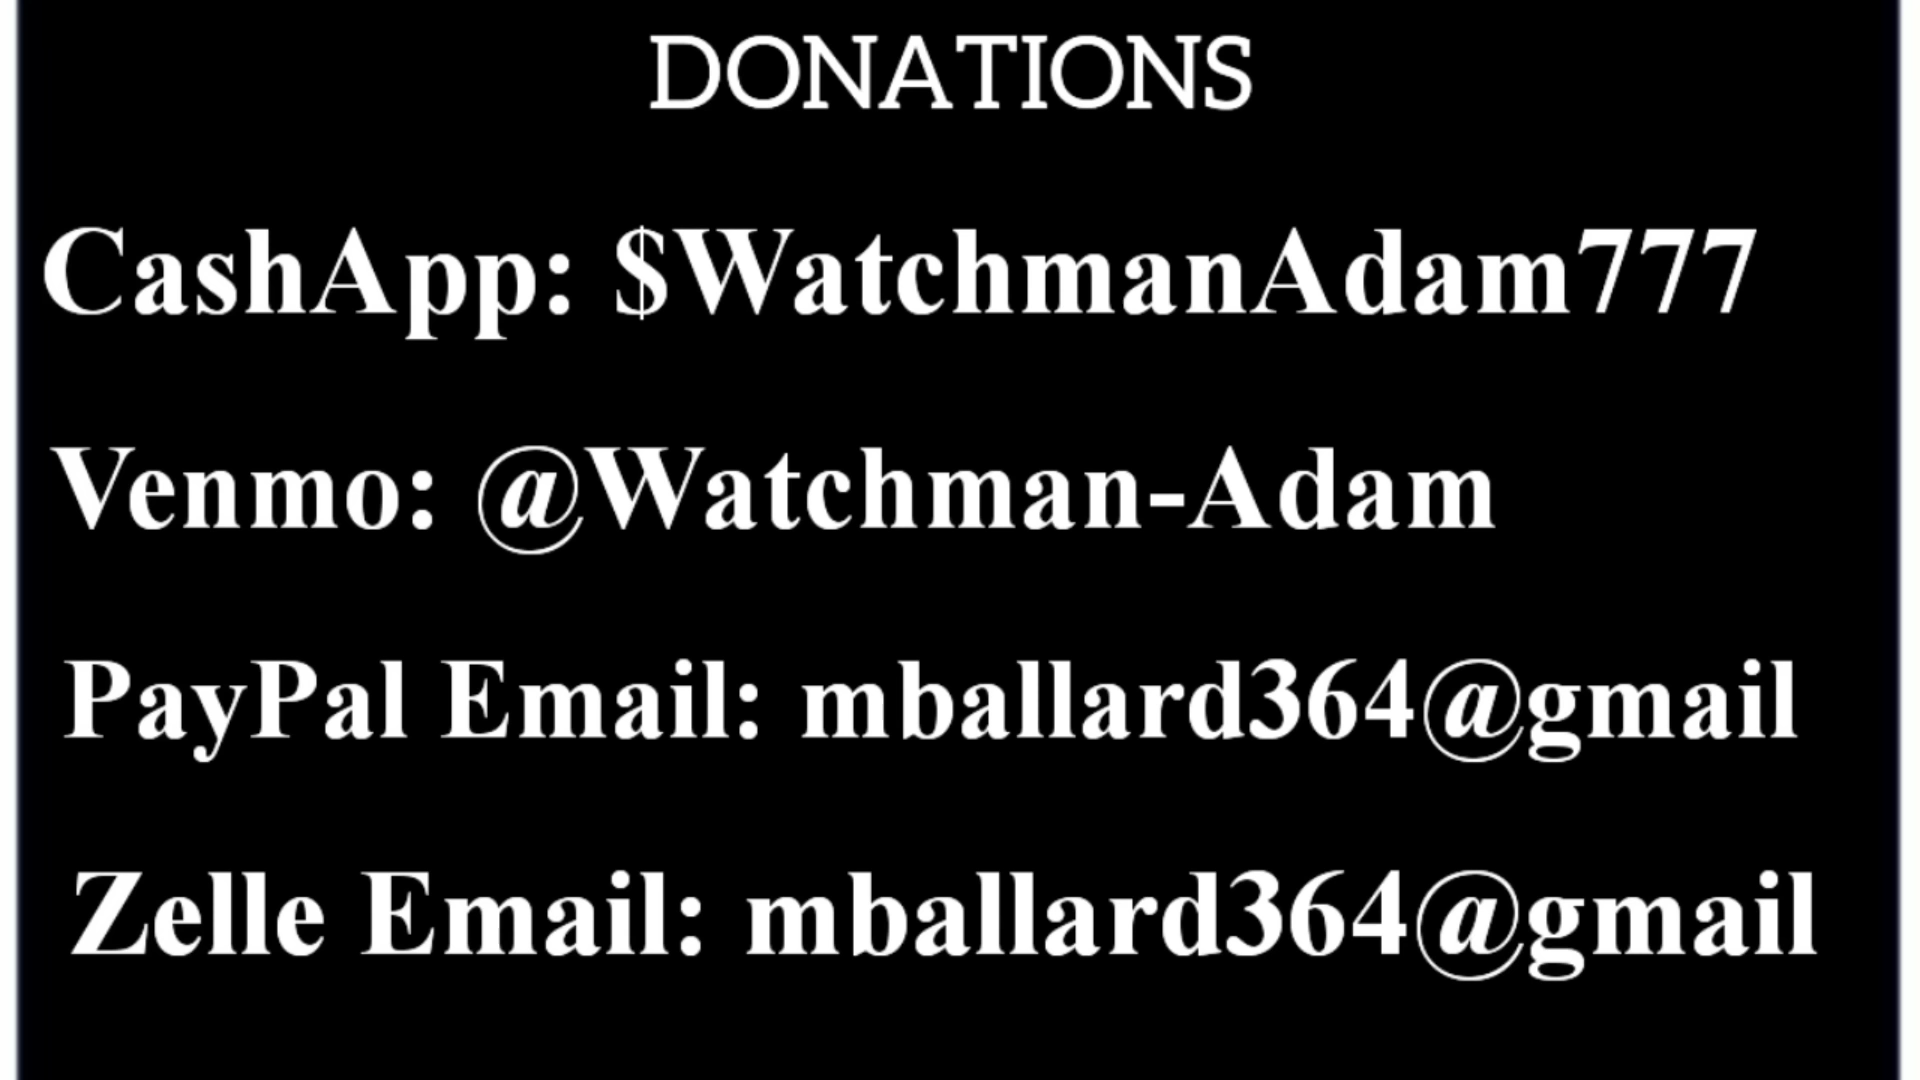 DONATIONS
CashApp: $WatchmanAdam777
Venmo: @Watchman-Adam
PayPal Email: mballard364@gmail
Zelle Email: mballard364@gmail